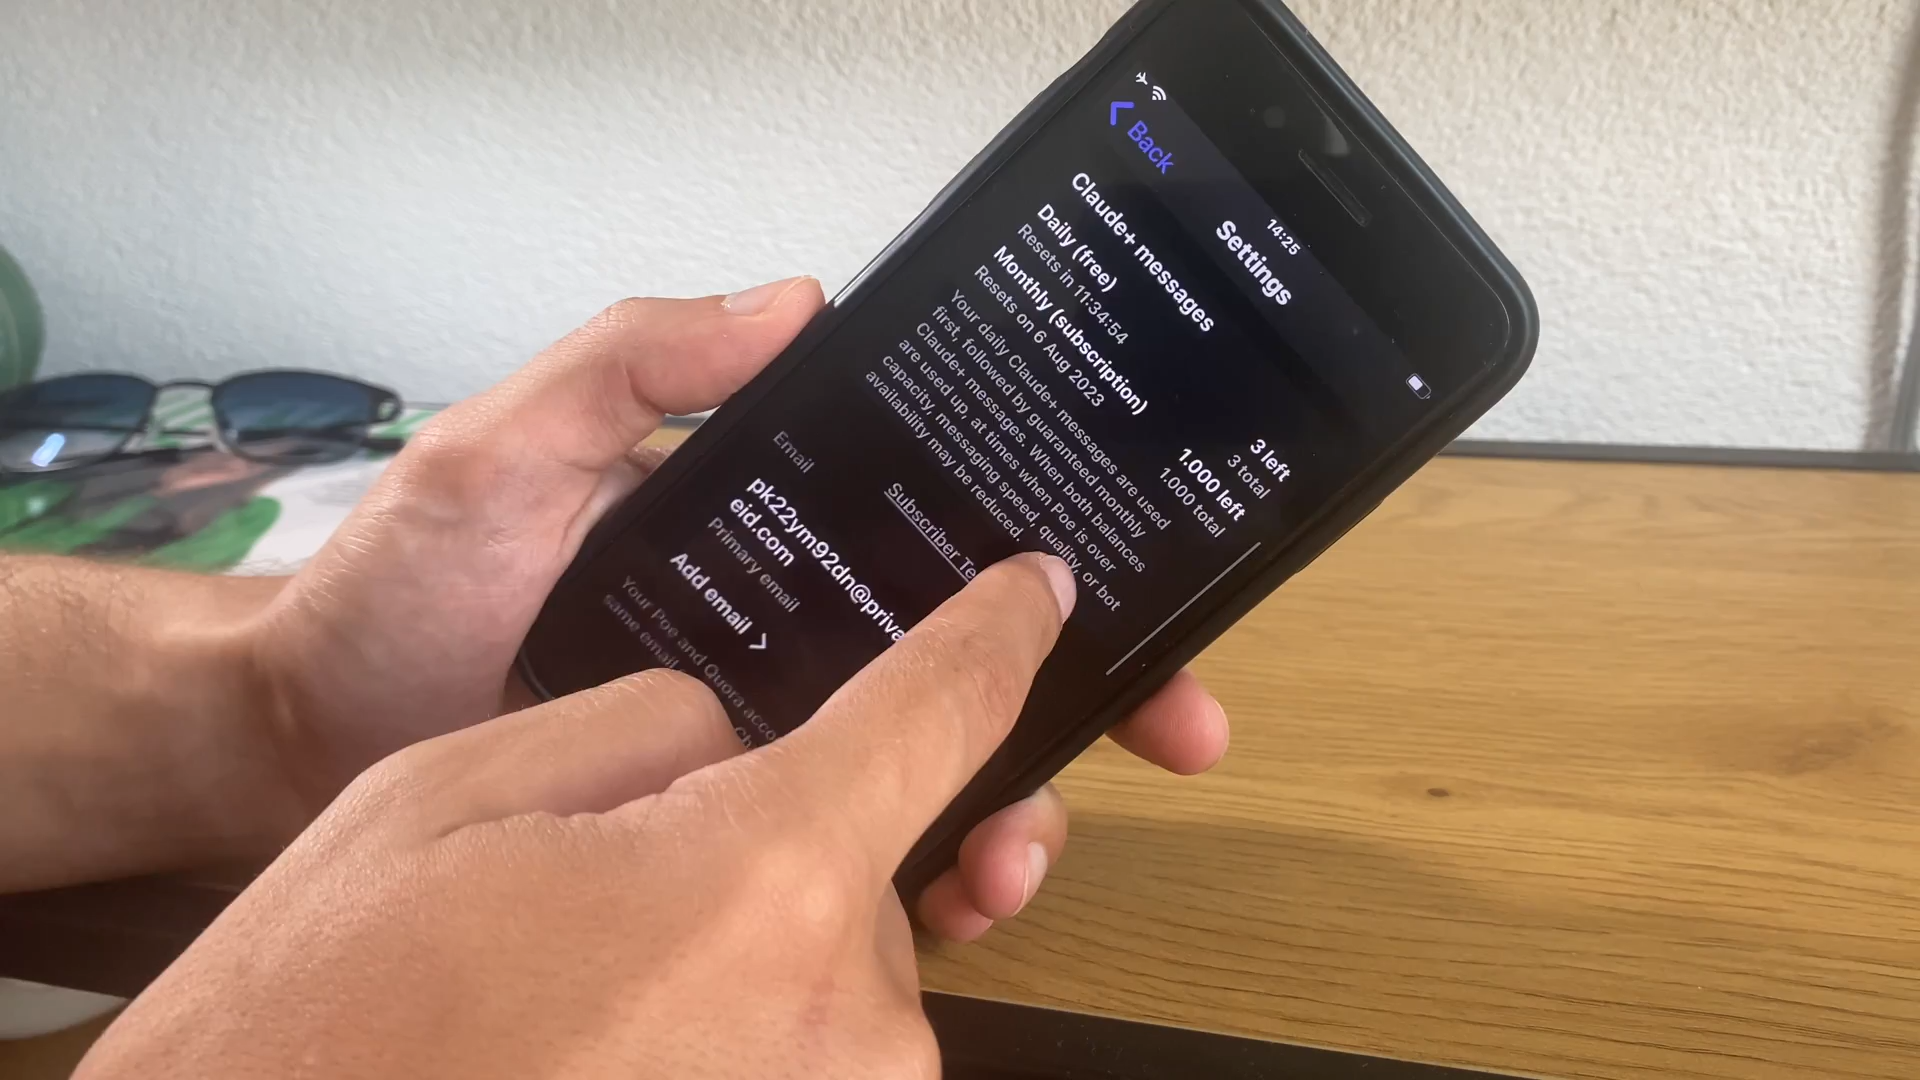 14:25
Back
Settings
Claude+ messages
Daily (free)
3 left
Resets in 11:34:54
3 total
Monthly (subscription)
1.000 left
Resets on 6 Aug 2023
1.000 total
Your daily Claude+ messages are used
first, followed by guaranteed monthly
Claude+ messages. When both balances
are used up, at times when Poe is over
capacity, messaging speed, quality, or bot
availability may be reduced.
Subscriber
Email
pk22ym92dn@priva
eid.com
Primary email
Add email
Your Poe and Quora
same email